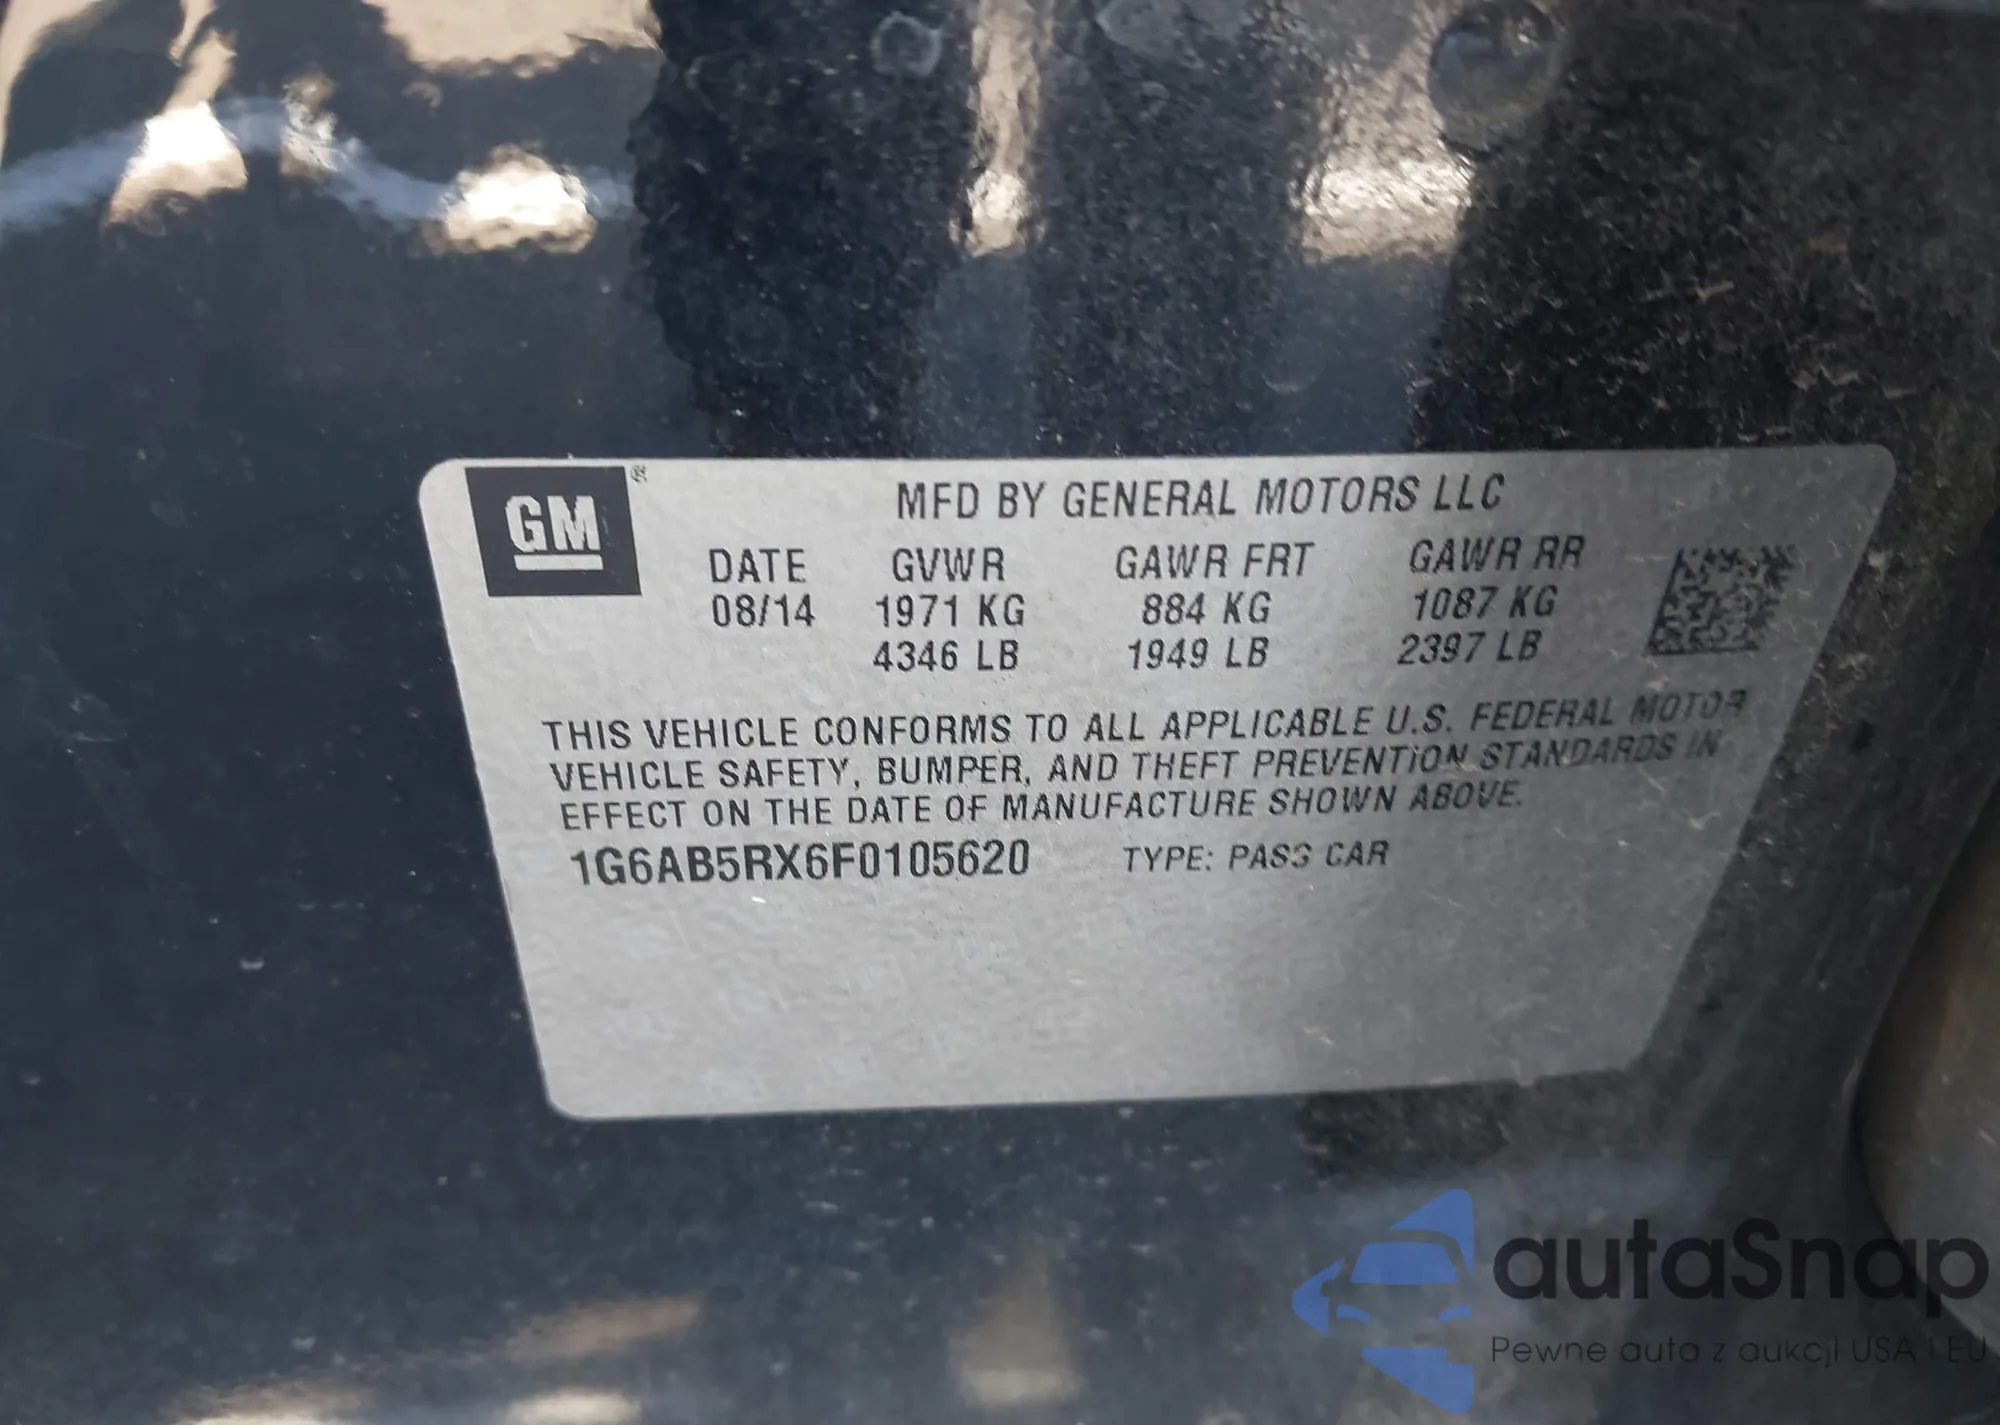 GM ®
MFD BY GENERAL MOTORS LLC
DATE GVWR GAWR FRT GAWR RR
08/14 1971 KG 884 KG 1087 KG
4346 LB 1949 LB 2397 LB
THIS VEHICLE CONFORMS TO ALL APPLICABLE U.S. FEDERAL MOTOR
VEHICLE SAFETY, BUMPER, AND THEFT PREVENTION STANDARDS IN
EFFECT ON THE DATE OF MANUFACTURE SHOWN ABOVE.
1G6AB5RX6F0105620 TYPE: PASS CAR
autaSnap
Pewne auta z aukcji USA i EU